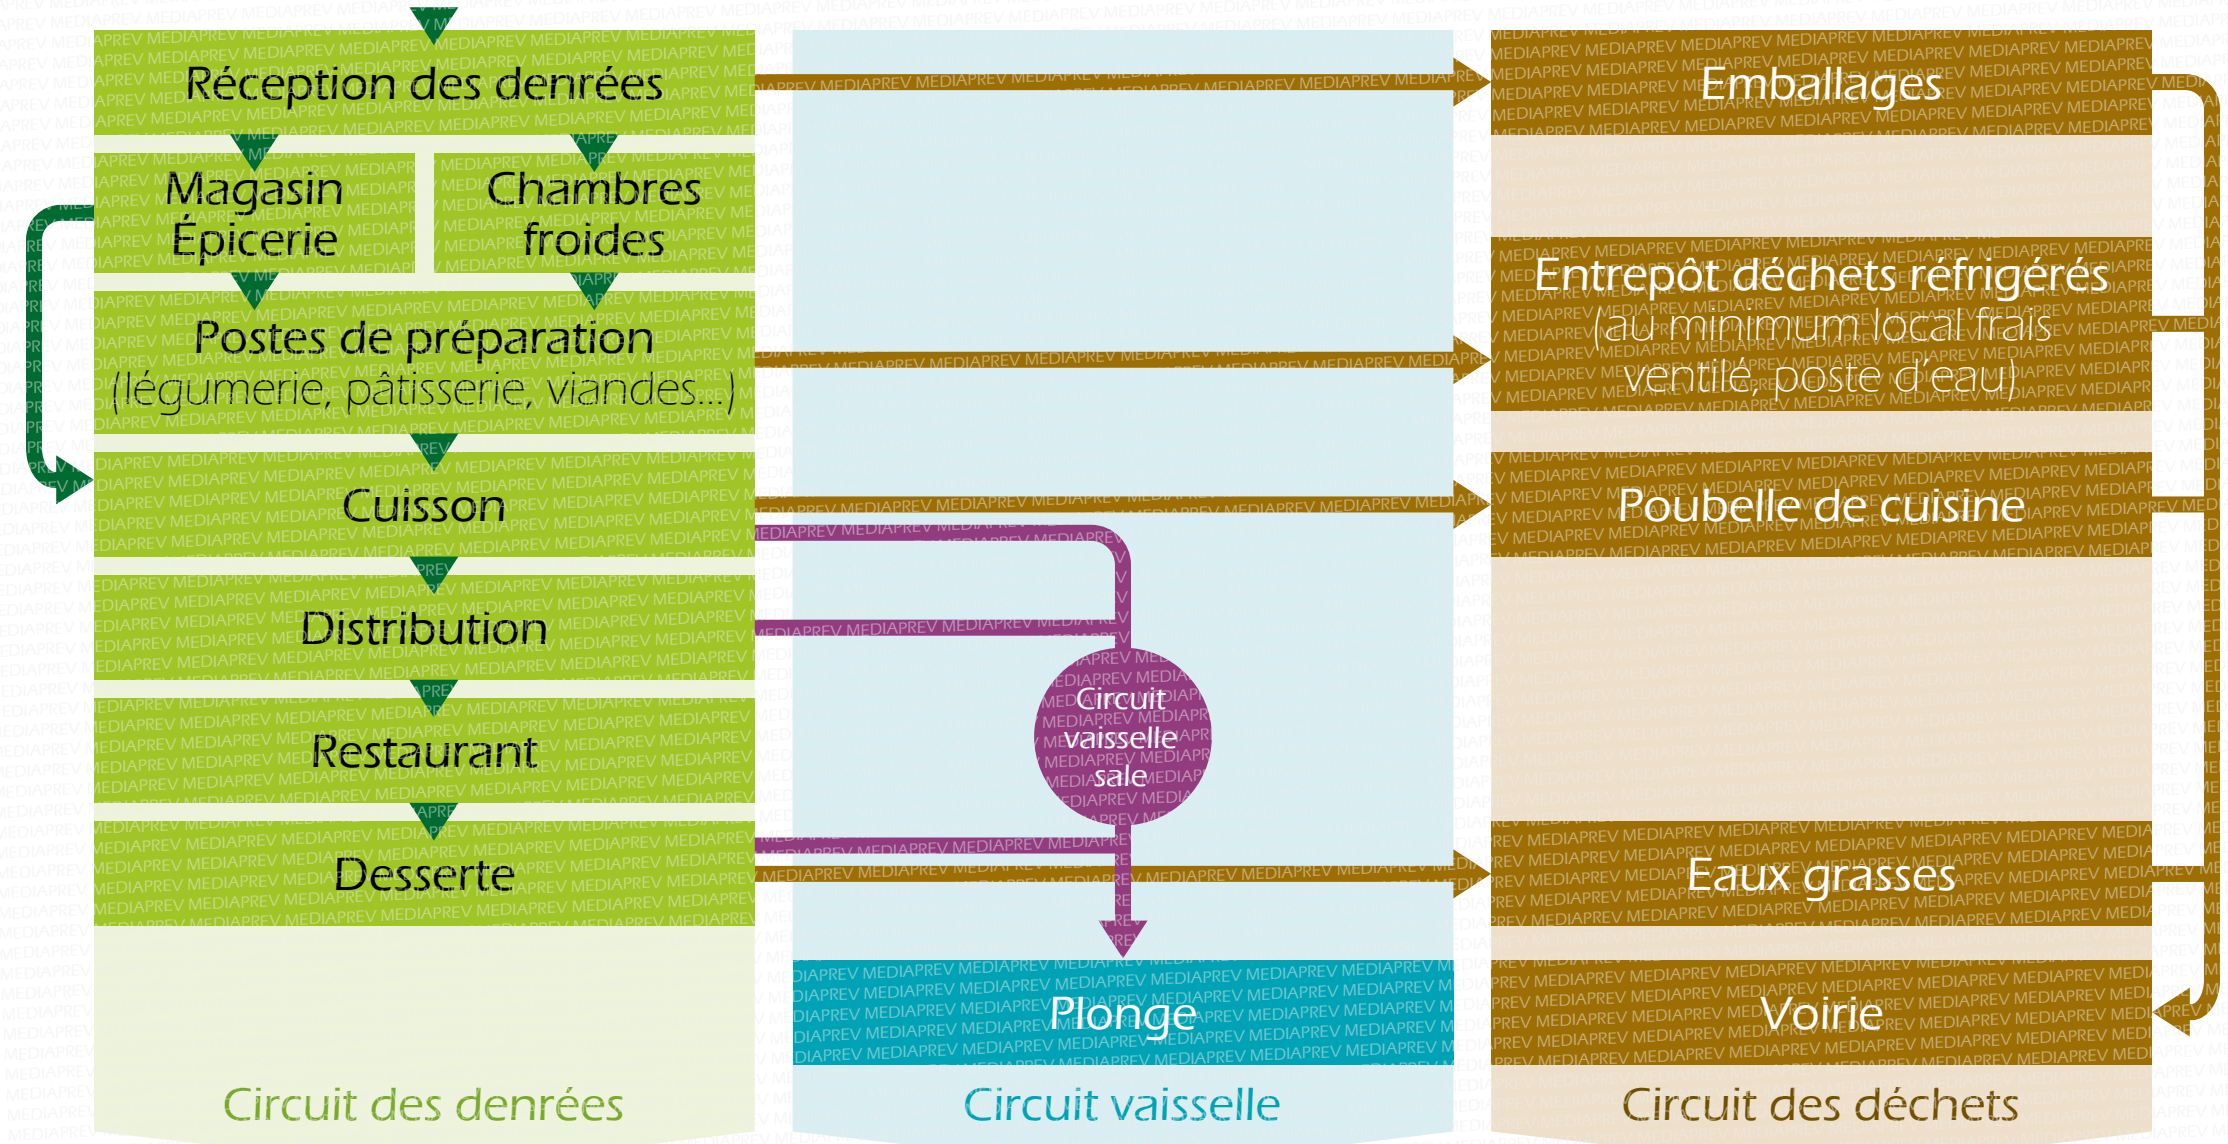 Réception des denrées
Magasin
Épicerie
Chambres
froides
Postes de préparation
(légumerie, pâtisserie, viandes...)
Cuisson
Distribution
Restaurant
Desserte
Circuit des denrées
Circuit
vaisselle
sale
Plonge
Circuit vaisselle
Emballages
Entrepôt déchets réfrigérés
(au minimum local frais
ventilé, poste d'eau)
Poubelle de cuisine
Eaux grasses
Voirie
Circuit des déchets
MEDIAPREV